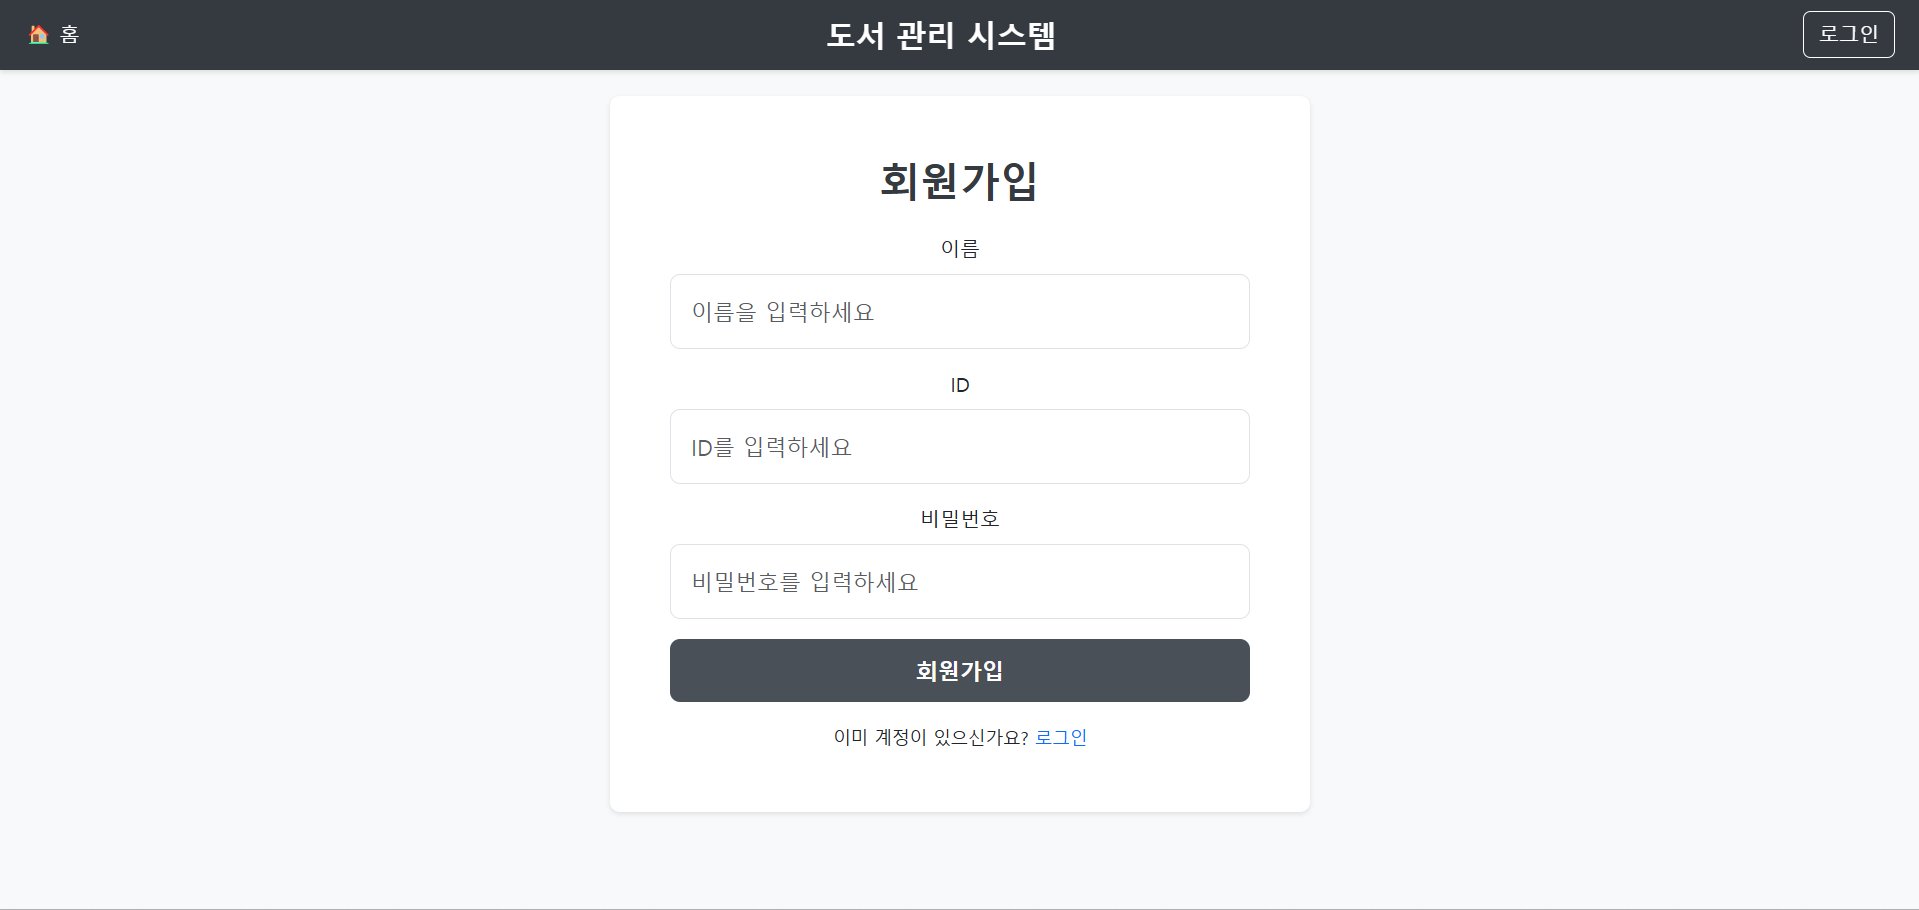 🏠 홈
도서 관리 시스템
로그인
회원가입
이름
이름을 입력하세요
ID
ID를 입력하세요
비밀번호
비밀번호를 입력하세요
회원가입
이미 계정이 있으신가요? 로그인